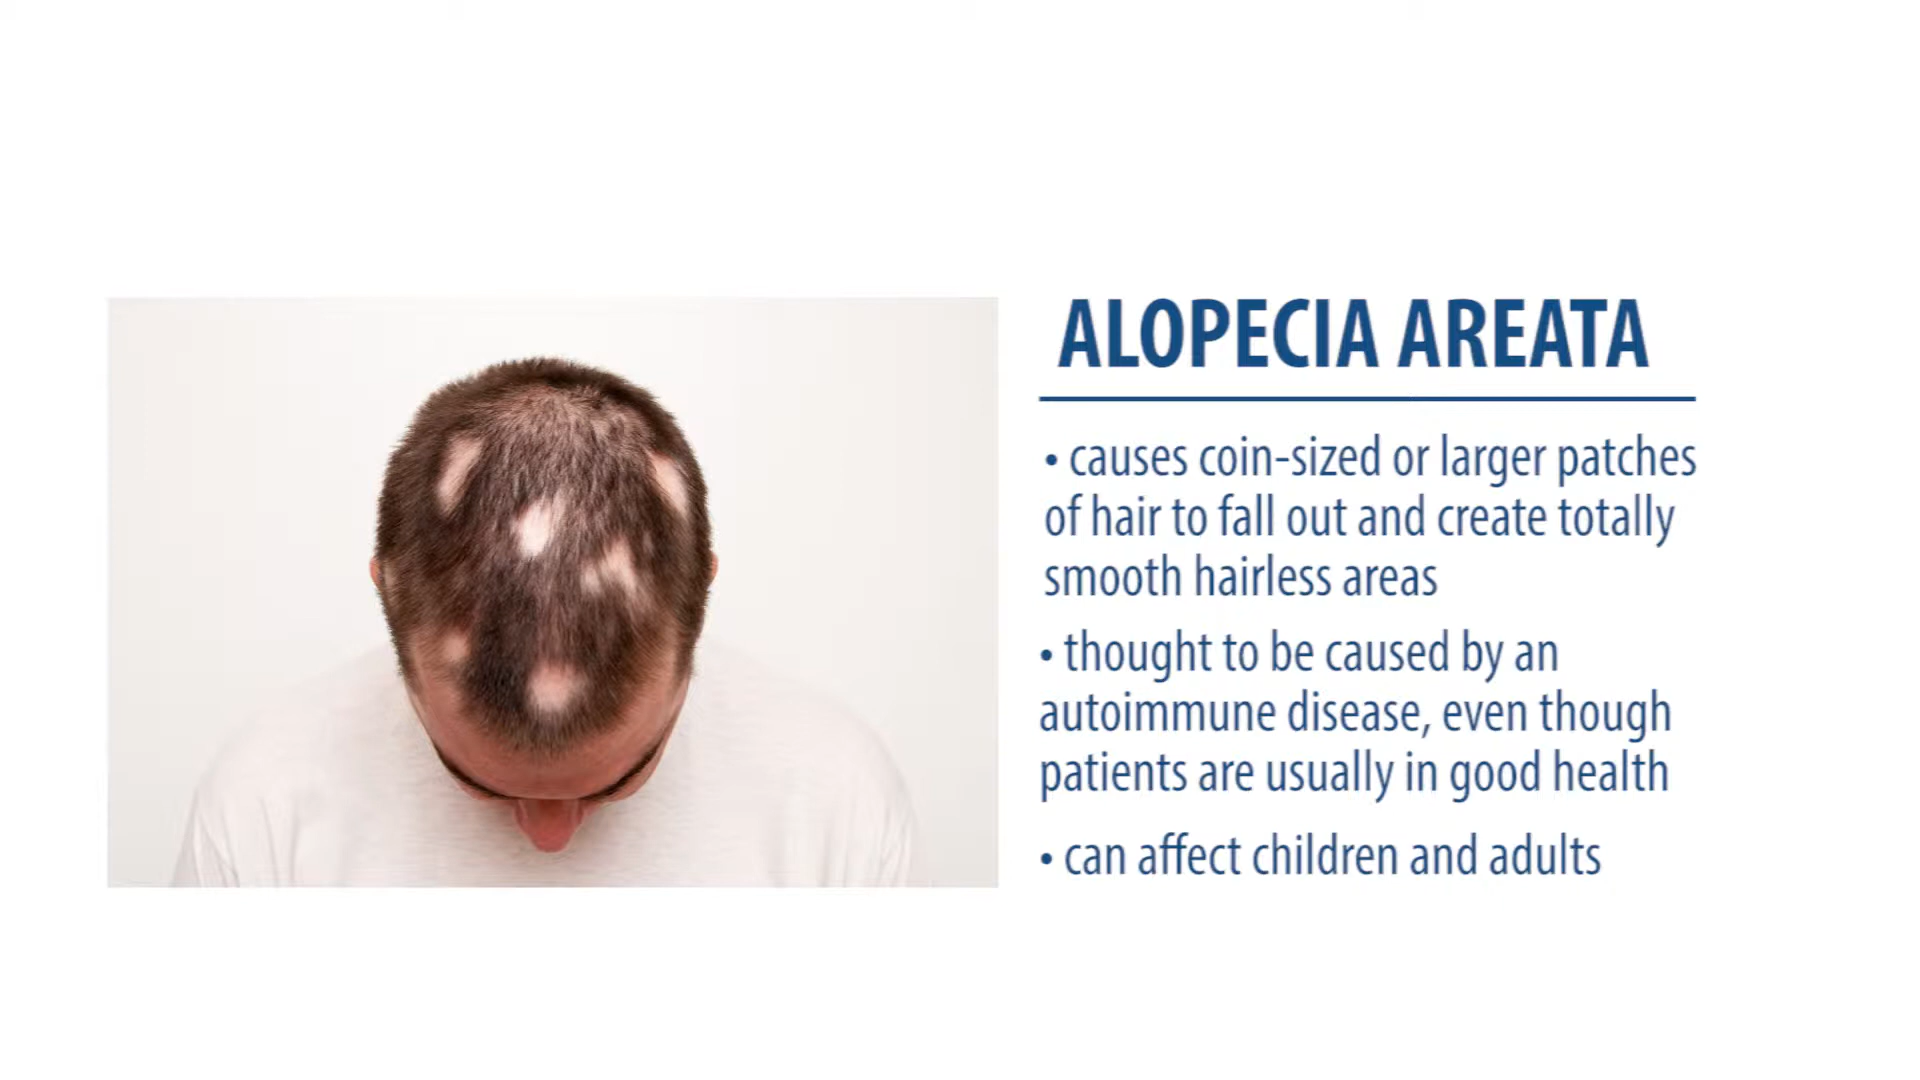 ALOPECIA AREATA
• causes coin-sized or larger patches
of hair to fall out and create totally
smooth hairless areas
• thought to be caused by an
autoimmune disease, even though
patients are usually in good health
• can affect children and adults